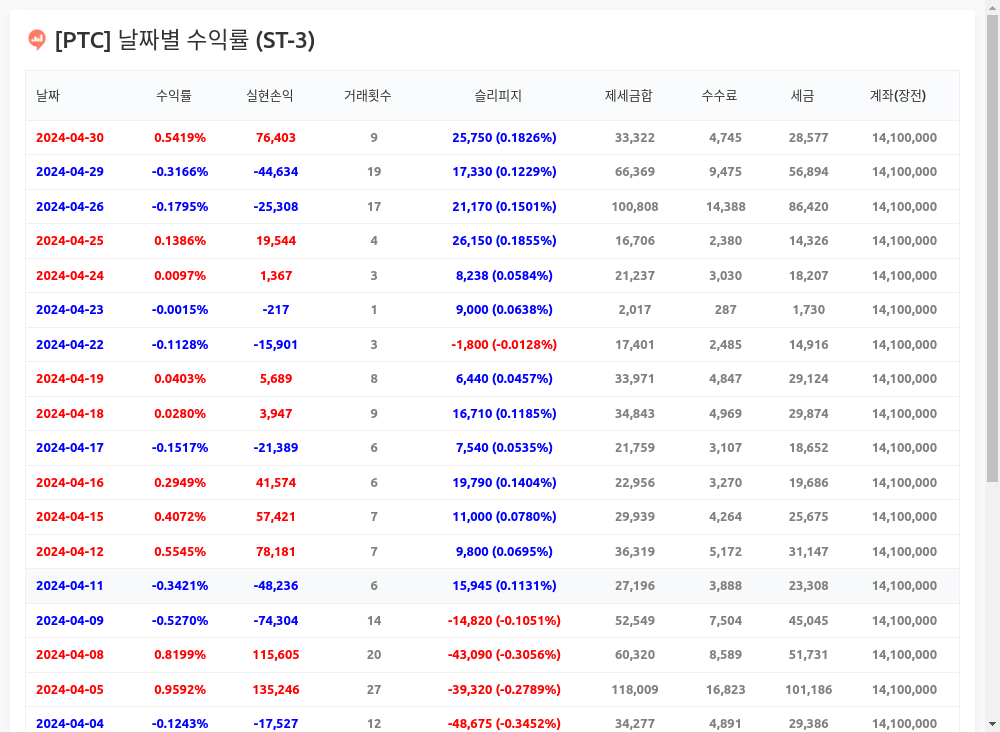 [PTC] 날짜별 수익률 (ST-3)
날짜 수익률 실현손익 거래횟수 슬리피지 제세금합 수수료 세금 계좌(장전)
2024-04-30 0.5419% 76,403 9 25,750 (0.1826%) 33,322 4,745 28,577 14,100,000
2024-04-29 -0.3166% -44,634 19 17,330 (0.1229%) 66,369 9,475 56,894 14,100,000
2024-04-26 -0.1795% -25,308 17 21,170 (0.1501%) 100,808 14,388 86,420 14,100,000
2024-04-25 0.1386% 19,544 4 26,150 (0.1855%) 16,706 2,380 14,326 14,100,000
2024-04-24 0.0097% 1,367 3 8,238 (0.0584%) 21,237 3,030 18,207 14,100,000
2024-04-23 -0.0015% -217 1 9,000 (0.0638%) 2,017 287 1,730 14,100,000
2024-04-22 -0.1128% -15,901 3 -1,800 (-0.0128%) 17,401 2,485 14,916 14,100,000
2024-04-19 0.0403% 5,689 8 6,440 (0.0457%) 33,971 4,847 29,124 14,100,000
2024-04-18 0.0280% 3,947 9 16,710 (0.1185%) 34,843 4,969 29,874 14,100,000
2024-04-17 -0.1517% -21,389 6 7,540 (0.0535%) 21,759 3,107 18,652 14,100,000
2024-04-16 0.2949% 41,574 6 19,790 (0.1404%) 22,956 3,270 19,686 14,100,000
2024-04-15 0.4072% 57,421 7 11,000 (0.0780%) 29,939 4,264 25,675 14,100,000
2024-04-12 0.5545% 78,181 7 9,800 (0.0695%) 36,319 5,172 31,147 14,100,000
2024-04-11 -0.3421% -48,236 6 15,945 (0.1131%) 27,196 3,888 23,308 14,100,000
2024-04-09 -0.5270% -74,304 14 -14,820 (-0.1051%) 52,549 7,504 45,045 14,100,000
2024-04-08 0.8199% 115,605 20 -43,090 (-0.3056%) 60,320 8,589 51,731 14,100,000
2024-04-05 0.9592% 135,246 27 -39,320 (-0.2789%) 118,009 16,823 101,186 14,100,000
2024-04-04 -0.1243% -17,527 12 -48,675 (-0.3452%) 34,277 4,891 29,386 14,100,000